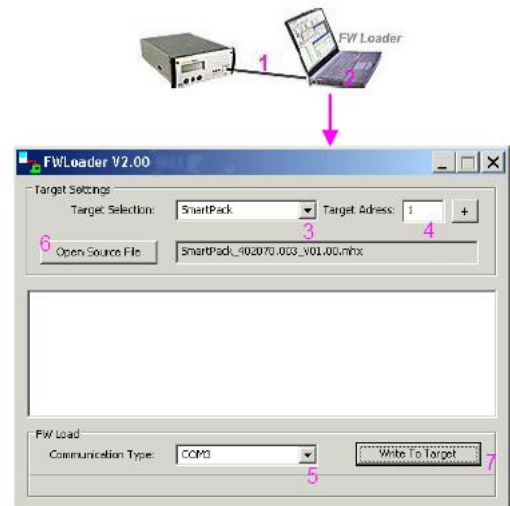 FW Loader
1
2
FWLoader V2.00
Target Settings
Target Selection: SmartPack Target Adress: 1 +
3 4
6
Open Source File SmartPack_402070.003_V01.00.mhx
FW Load
Communication Type: COM3 Write To Target
5 7